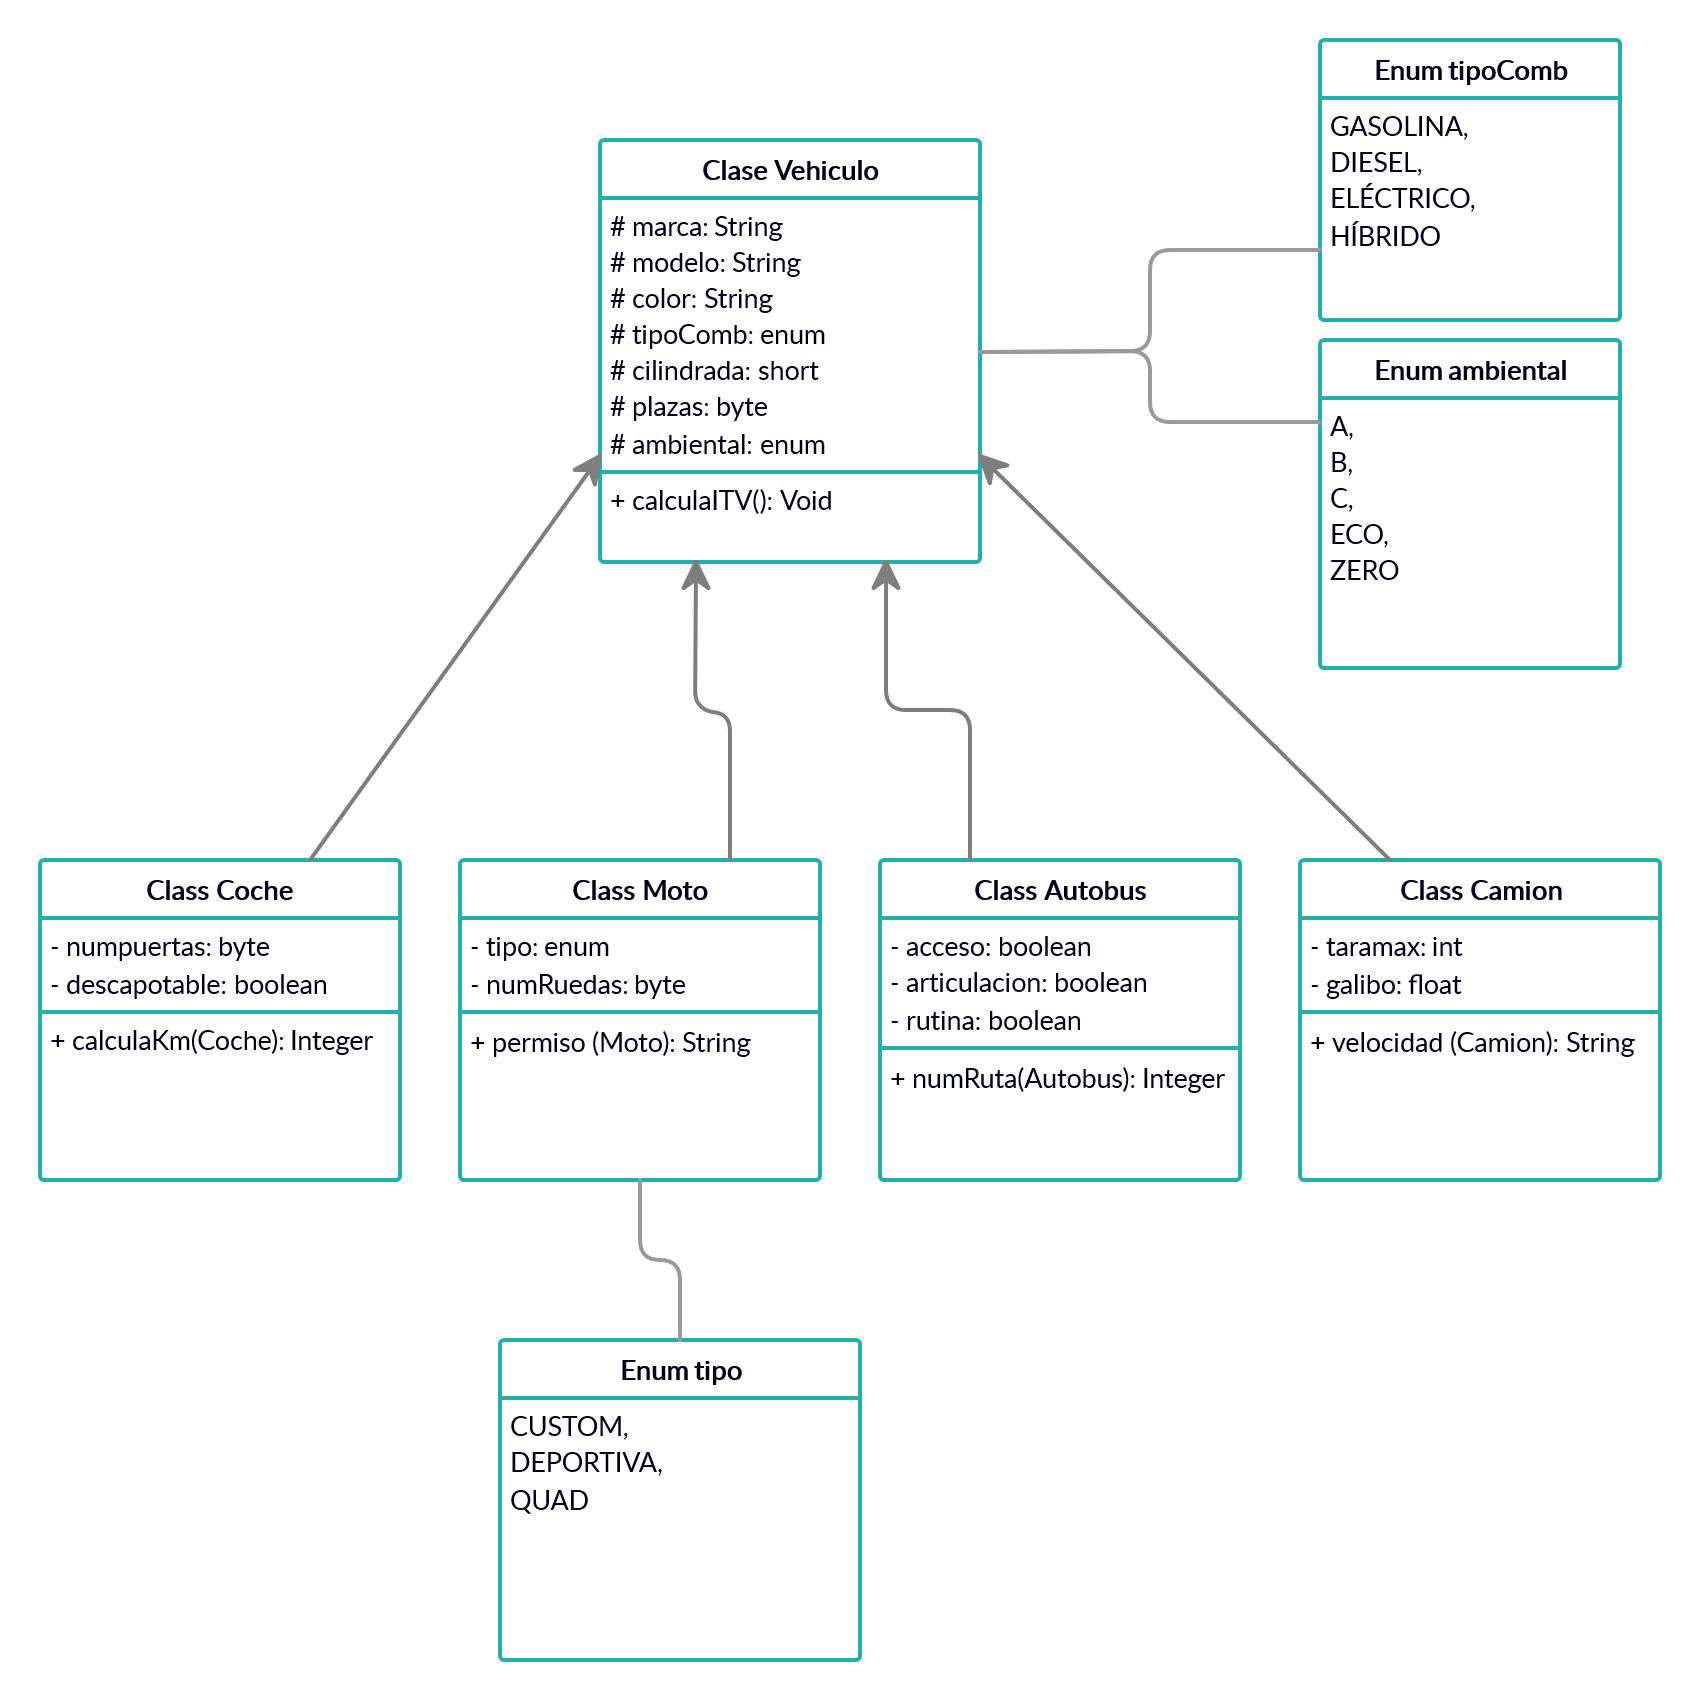 Enum tipoComb
GASOLINA,
DIESEL,
ELÉCTRICO,
HÍBRIDO
Clase Vehiculo
# marca: String
# modelo: String
# color: String
# tipoComb: enum
# cilindrada: short
# plazas: byte
# ambiental: enum
+ calculaITV(): Void
Enum ambiental
A,
B,
C,
ECO,
ZERO
Class Coche
- numpuertas: byte
- descapotable: boolean
+ calculaKm(Coche): Integer
Class Moto
- tipo: enum
- numRuedas: byte
+ permiso (Moto): String
Class Autobus
- acceso: boolean
- articulacion: boolean
- rutina: boolean
+ numRuta(Autobus): Integer
Class Camion
- taramax: int
- galibo: float
+ velocidad (Camion): String
Enum tipo
CUSTOM,
DEPORTIVA,
QUAD